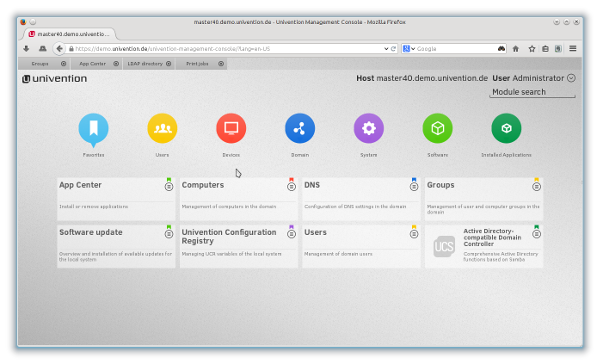 master40.demo.univention.de - Univention Management Console - Mozilla Firefox
master40.demo.univention.de...
https://demo.univention.de/univention-management-console/?lang=en-US
Google
Groups App Center LDAP directory Print jobs
univention
Host master40.demo.univention.de User Administrator
Module search
Favorites Users Devices Domain System Software Installed Applications
App Center
Install or remove applications
Computers
Management of computers in the domain
DNS
Configuration of DNS settings in the domain
Groups
Management of user and computer groups in the
domain
Software update
Overview and installation of available updates for
the local system
Univention Configuration
Registry
Managing UCR variables of the local system
Users
Management of domain users
UCS
Active Directory-
compatible Domain
Controller
Comprehensive Active Directory
functions based on Samba